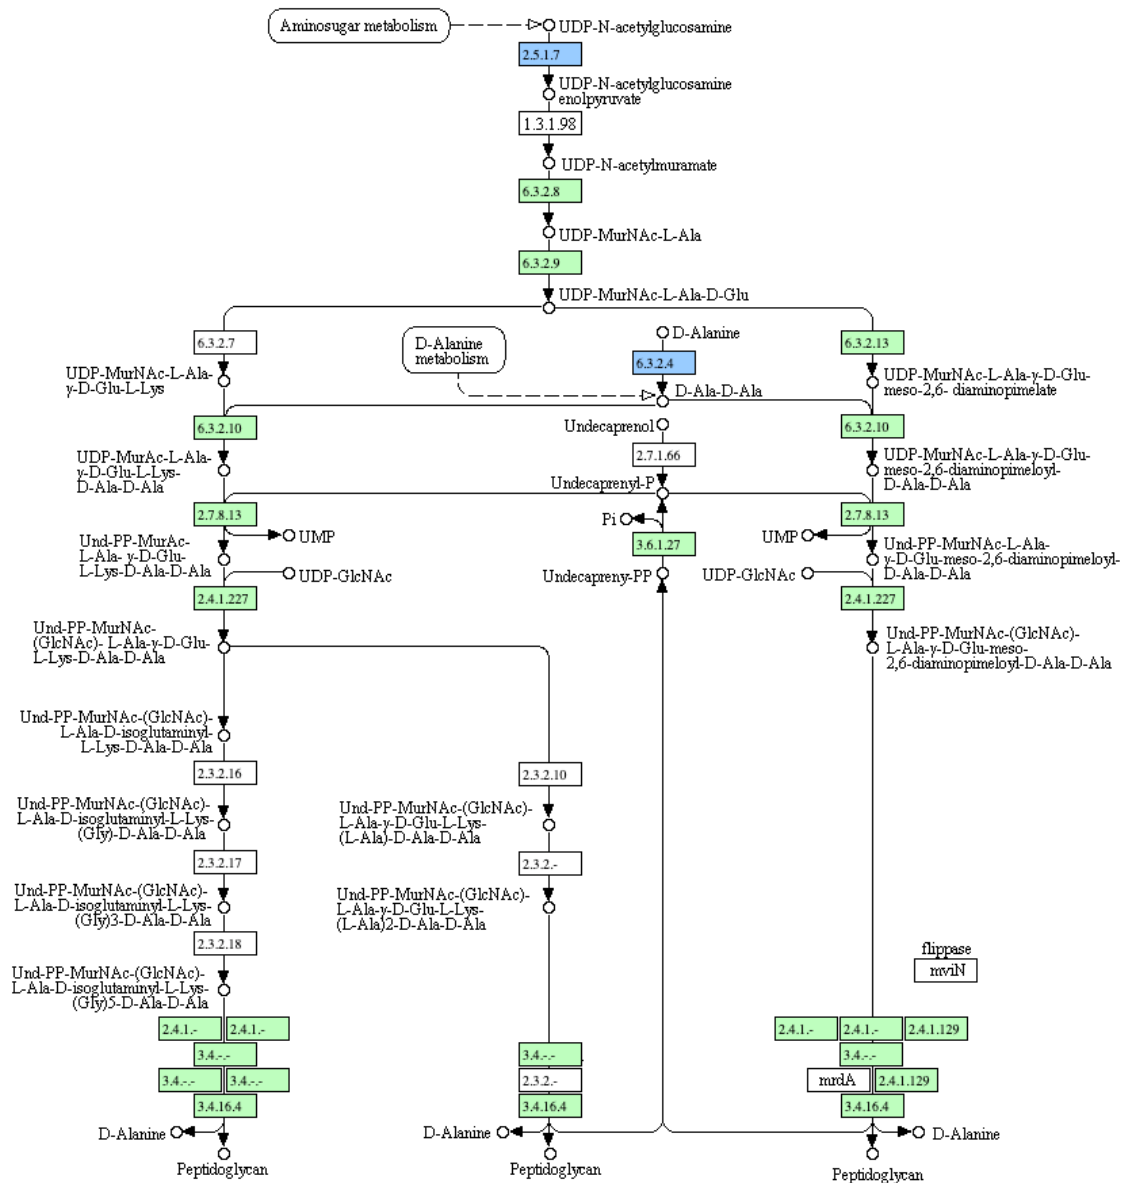 Aminosugar metabolism
UDP-N-acetylglucosamine
2.5.1.7
UDP-N-acetylglucosamine
enolpyruvate
1.3.1.98
UDP-N-acetylmuramate
6.3.2.8
UDP-MurNAc-L-Ala
6.3.2.9
UDP-MurNAc-L-Ala-D-Glu
6.3.2.7
D-Alanine
metabolism
D-Alanine
6.3.2.4
6.3.2.13
UDP-MurNAc-L-Ala-
γ-D-Glu-L-Lys
D-Ala-D-Ala
UDP-MurNAc-L-Ala-γ-D-Glu-
meso-2,6- diaminopimelate
6.3.2.10
Undecaprenol
6.3.2.10
2.7.1.66
UDP-MurAc-L-Ala-
γ-D-Glu-L-Lys-
D-Ala-D-Ala
Undecaprenyl-P
UDP-MurNAc-L-Ala-γ-D-Glu-
meso-2,6-diaminopimeloyl-
D-Ala-D-Ala
2.7.8.13
Pi
2.7.8.13
UMP
3.6.1.27
UMP
Und-PP-MurAc-
L-Ala- γ-D-Glu-
L-Lys-D-Ala-D-Ala
Und-PP-MurNAc-L-Ala-
γ-D-Glu-meso-2,6-diaminopimeloyl-
D-Ala-D-Ala
UDP-GlcNAc
Undecapreny-PP
UDP-GlcNAc
2.4.1.227
2.4.1.227
Und-PP-MurNAc-
(GlcNAc)- L-Ala-γ-D-Glu-
L-Lys-D-Ala-D-Ala
Und-PP-MurNAc-(GlcNAc)-
L-Ala-γ-D-Glu-meso-
2,6-diaminopimeloyl-D-Ala-D-Ala
Und-PP-MurNAc-(GlcNAc)-
L-Ala-D-isoglutaminyl-
L-Lys-D-Ala-D-Ala
2.3.2.16
2.3.2.10
Und-PP-MurNAc-(GlcNAc)-
L-Ala-D-isoglutaminyl-L-Lys-
(Gly)-D-Ala-D-Ala
Und-PP-MurNAc-(GlcNAc)-
L-Ala-γ-D-Glu-L-Lys-
(L-Ala)-D-Ala-D-Ala
2.3.2.17
2.3.2.-
Und-PP-MurNAc-(GlcNAc)-
L-Ala-D-isoglutaminyl-L-Lys-
(Gly)3-D-Ala-D-Ala
Und-PP-MurNAc-(GlcNAc)-
L-Ala-γ-D-Glu-L-Lys-
(L-Ala)2-D-Ala-D-Ala
2.3.2.18
flippase
mviN
Und-PP-MurNAc-(GlcNAc)-
L-Ala-D-isoglutaminyl-L-Lys-
(Gly)5-D-Ala-D-Ala
2.4.1.- 2.4.1.-
2.4.1.- 2.4.1.- 2.4.1.129
3.4.-.-
3.4.-.-
3.4.-.-
3.4.-.- 3.4.-.-
2.3.2.-
mrdA 2.4.1.129
3.4.16.4
3.4.16.4
3.4.16.4
D-Alanine
D-Alanine
D-Alanine
Peptidoglycan
Peptidoglycan
Peptidoglycan